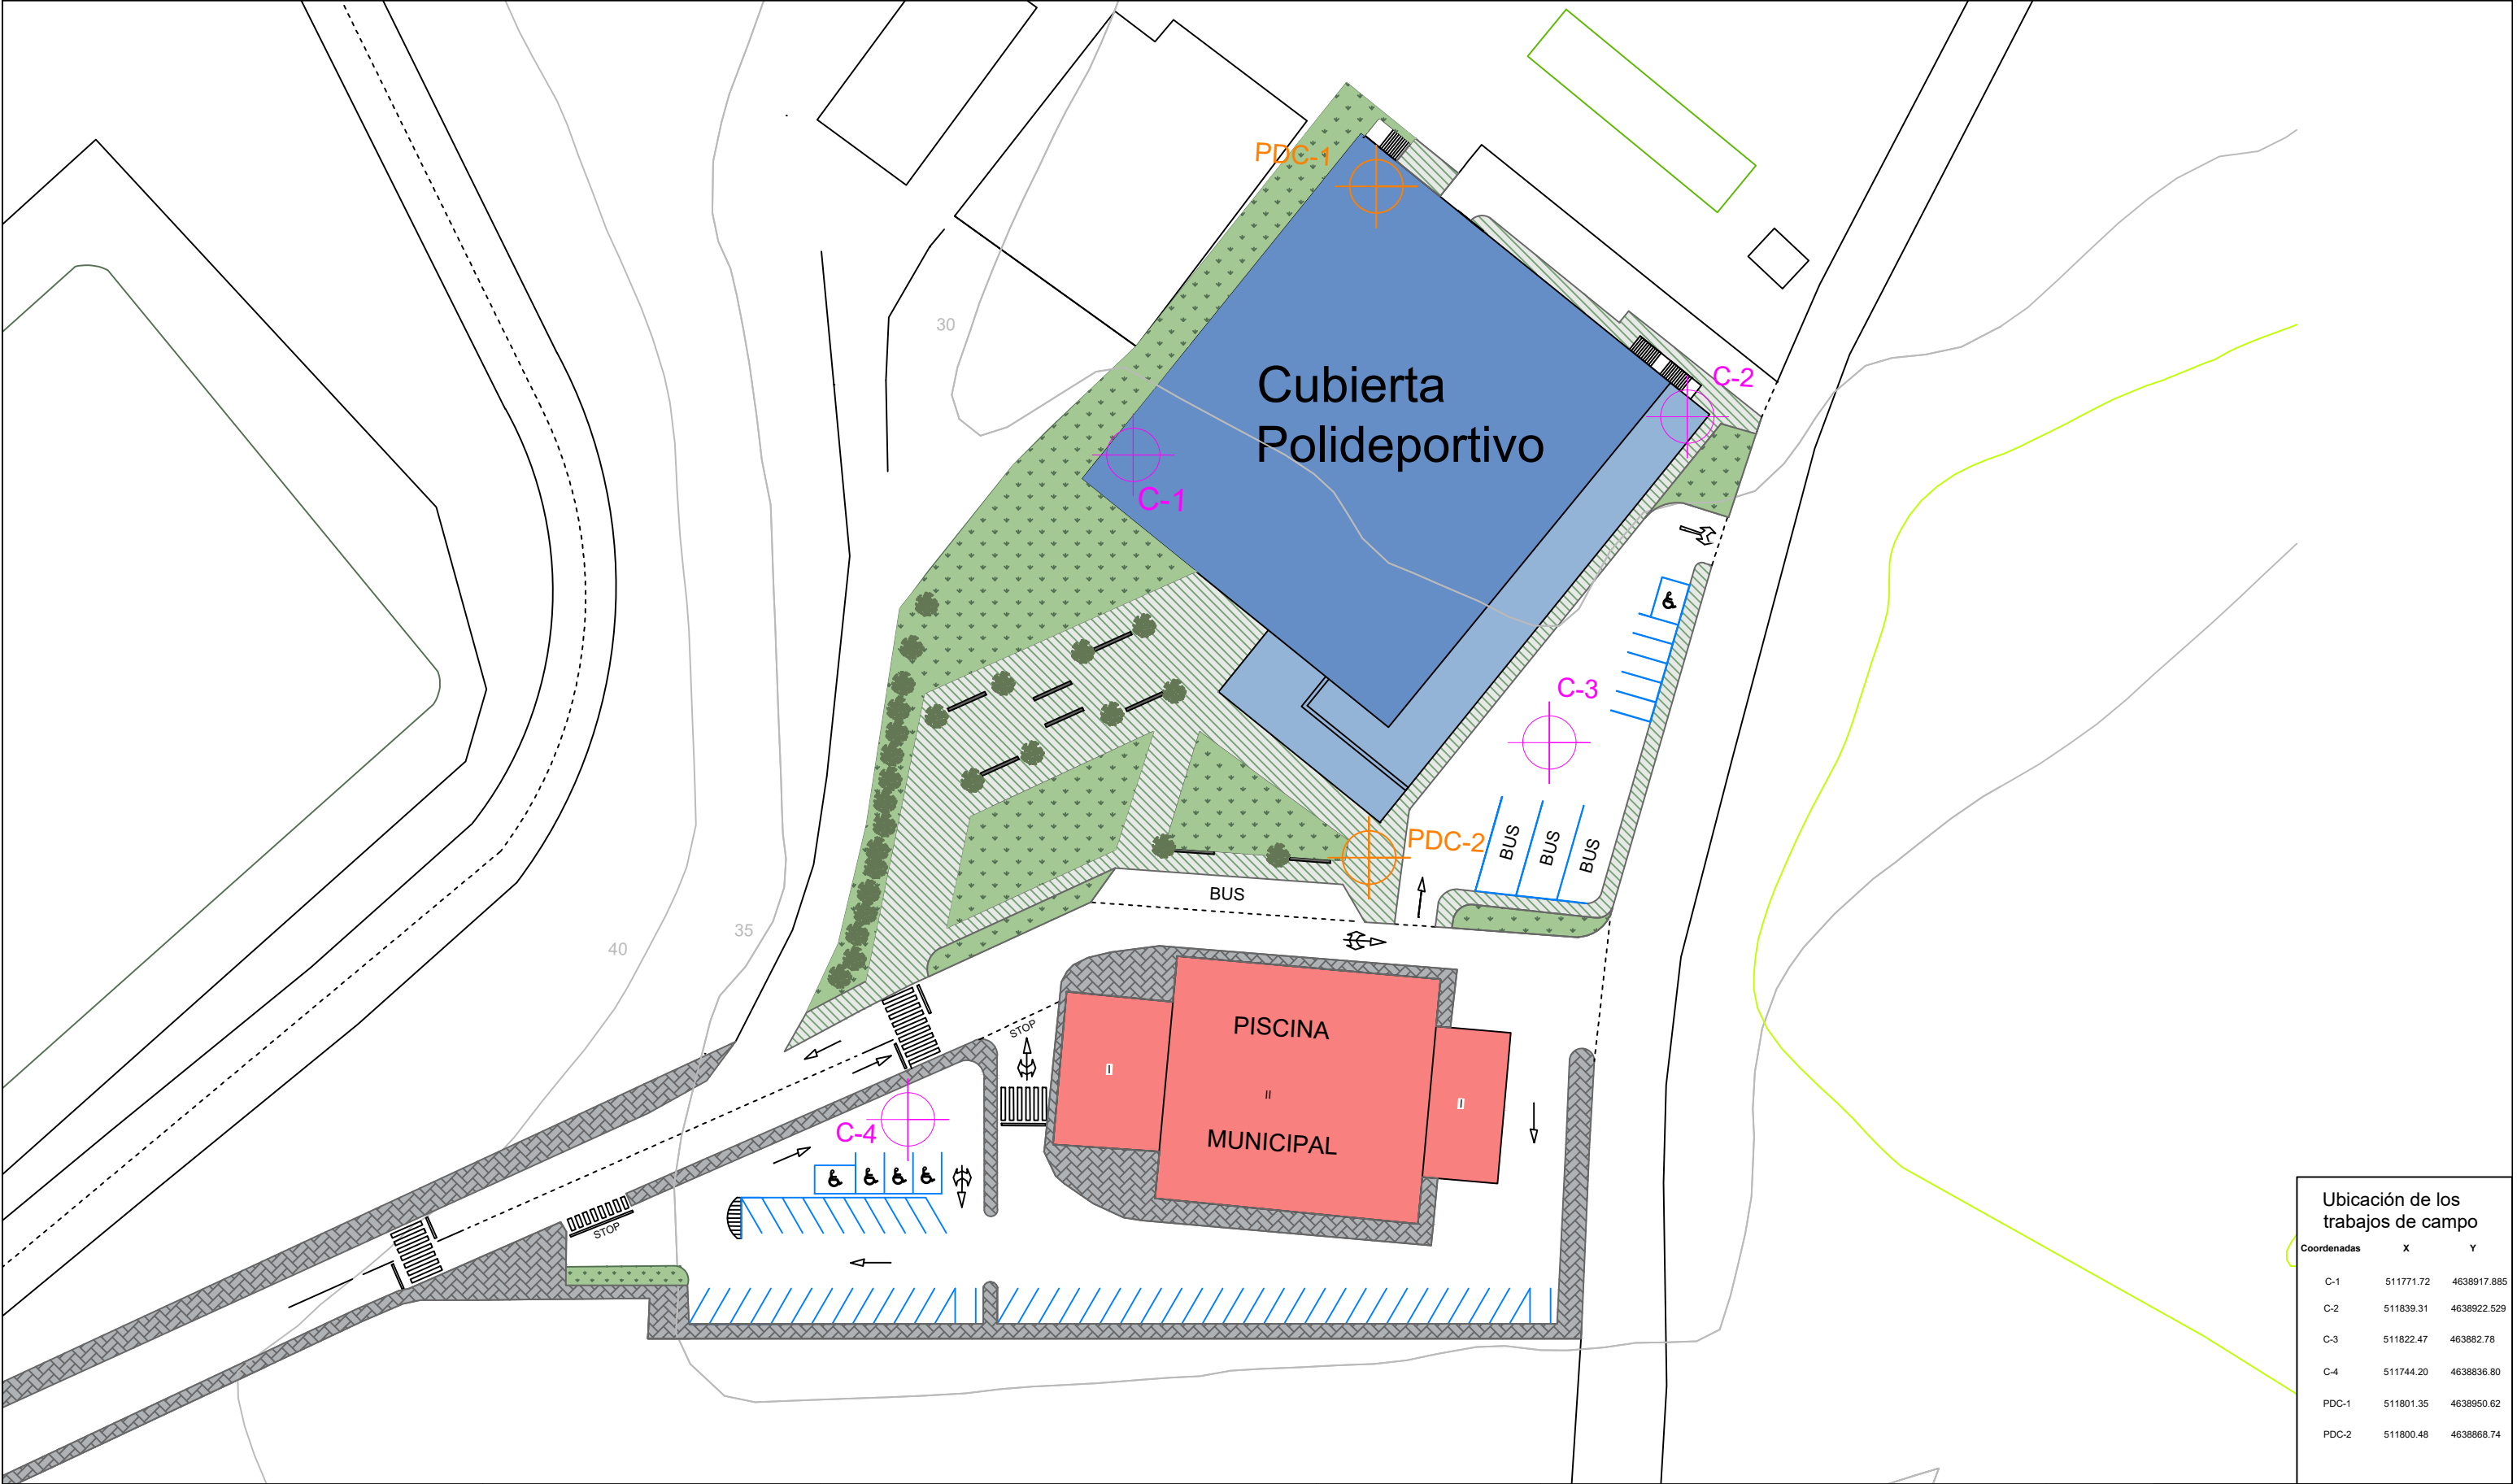 PDC-1
30
Cubierta
Polideportivo
C-2
C-1
C-3
PDC-2
BUS
BUS
BUS
BUS
40
35
STOP
PISCINA
I
II
I
MUNICIPAL
C-4
STOP
Ubicación de los
trabajos de campo
Coordenadas X Y
C-1 511771.72 4638917.885
C-2 511839.31 4638922.529
C-3 511822.47 463882.78
C-4 511744.20 4638836.80
PDC-1 511801.35 4638950.62
PDC-2 511800.48 4638868.74